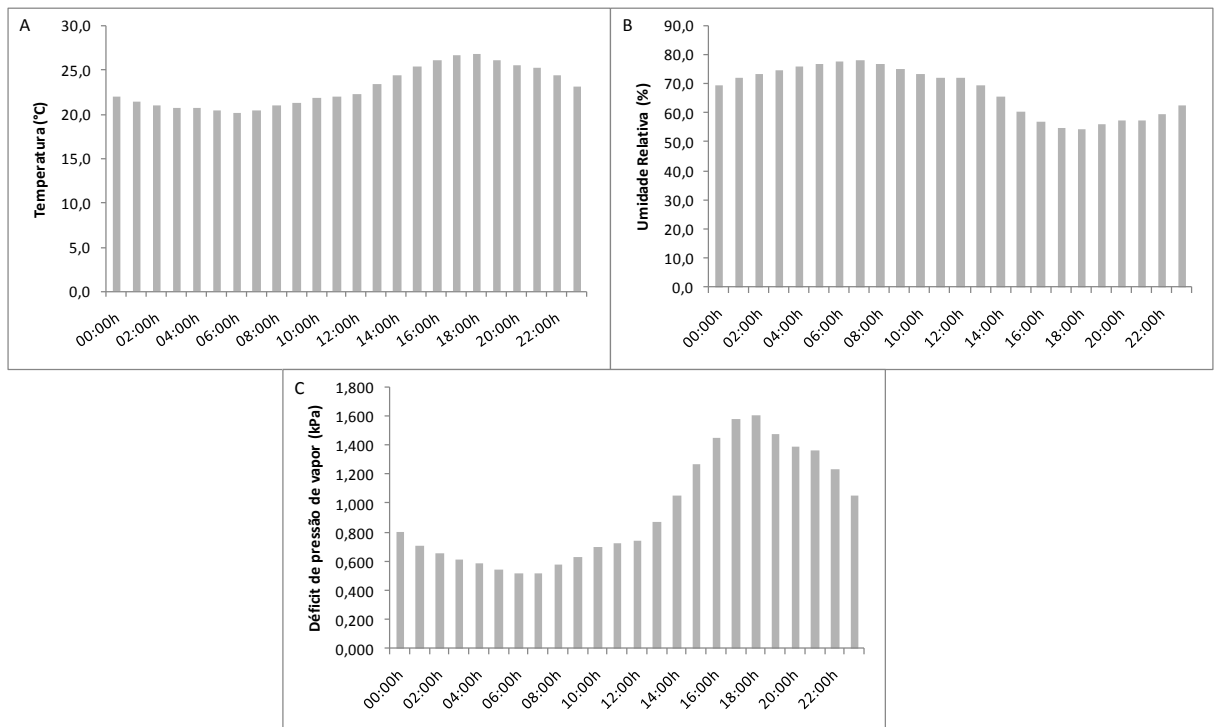 A
Temperatura (°C)
30,0
25,0
20,0
15,0
10,0
5,0
0,0
00:00h
02:00h
04:00h
06:00h
08:00h
10:00h
12:00h
14:00h
16:00h
18:00h
20:00h
22:00h
B
Umidade Relativa (%)
90,0
80,0
70,0
60,0
50,0
40,0
30,0
20,0
10,0
0,0
00:00h
02:00h
04:00h
06:00h
08:00h
10:00h
12:00h
14:00h
16:00h
18:00h
20:00h
22:00h
C
Déficit de pressão de vapor (kPa)
1,800
1,600
1,400
1,200
1,000
0,800
0,600
0,400
0,200
0,000
00:00h
02:00h
04:00h
06:00h
08:00h
10:00h
12:00h
14:00h
16:00h
18:00h
20:00h
22:00h